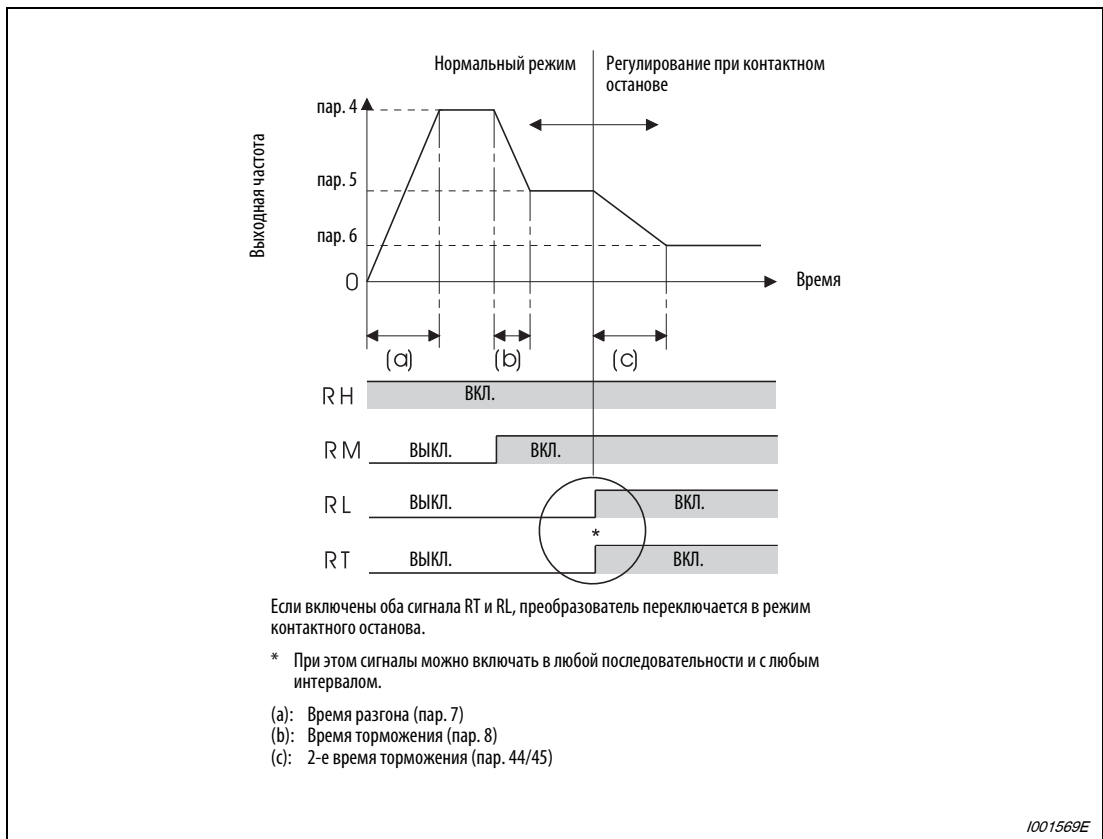 Нормальный режим
Регулирование при контактном
останове
Выходная частота
пар. 4
пар. 5
пар. 6
0
Время
(a)
(b)
(c)
RH
ВКЛ.
RM
ВЫКЛ.
ВКЛ.
RL
ВЫКЛ.
ВКЛ.
*
RT
ВЫКЛ.
ВКЛ.
Если включены оба сигнала RT и RL, преобразователь переключается в режим
контактного останова.
* При этом сигналы можно включать в любой последовательности и с любым
интервалом.
(a): Время разгона (пар. 7)
(b): Время торможения (пар. 8)
(c): 2-е время торможения (пар. 44/45)
I001569E